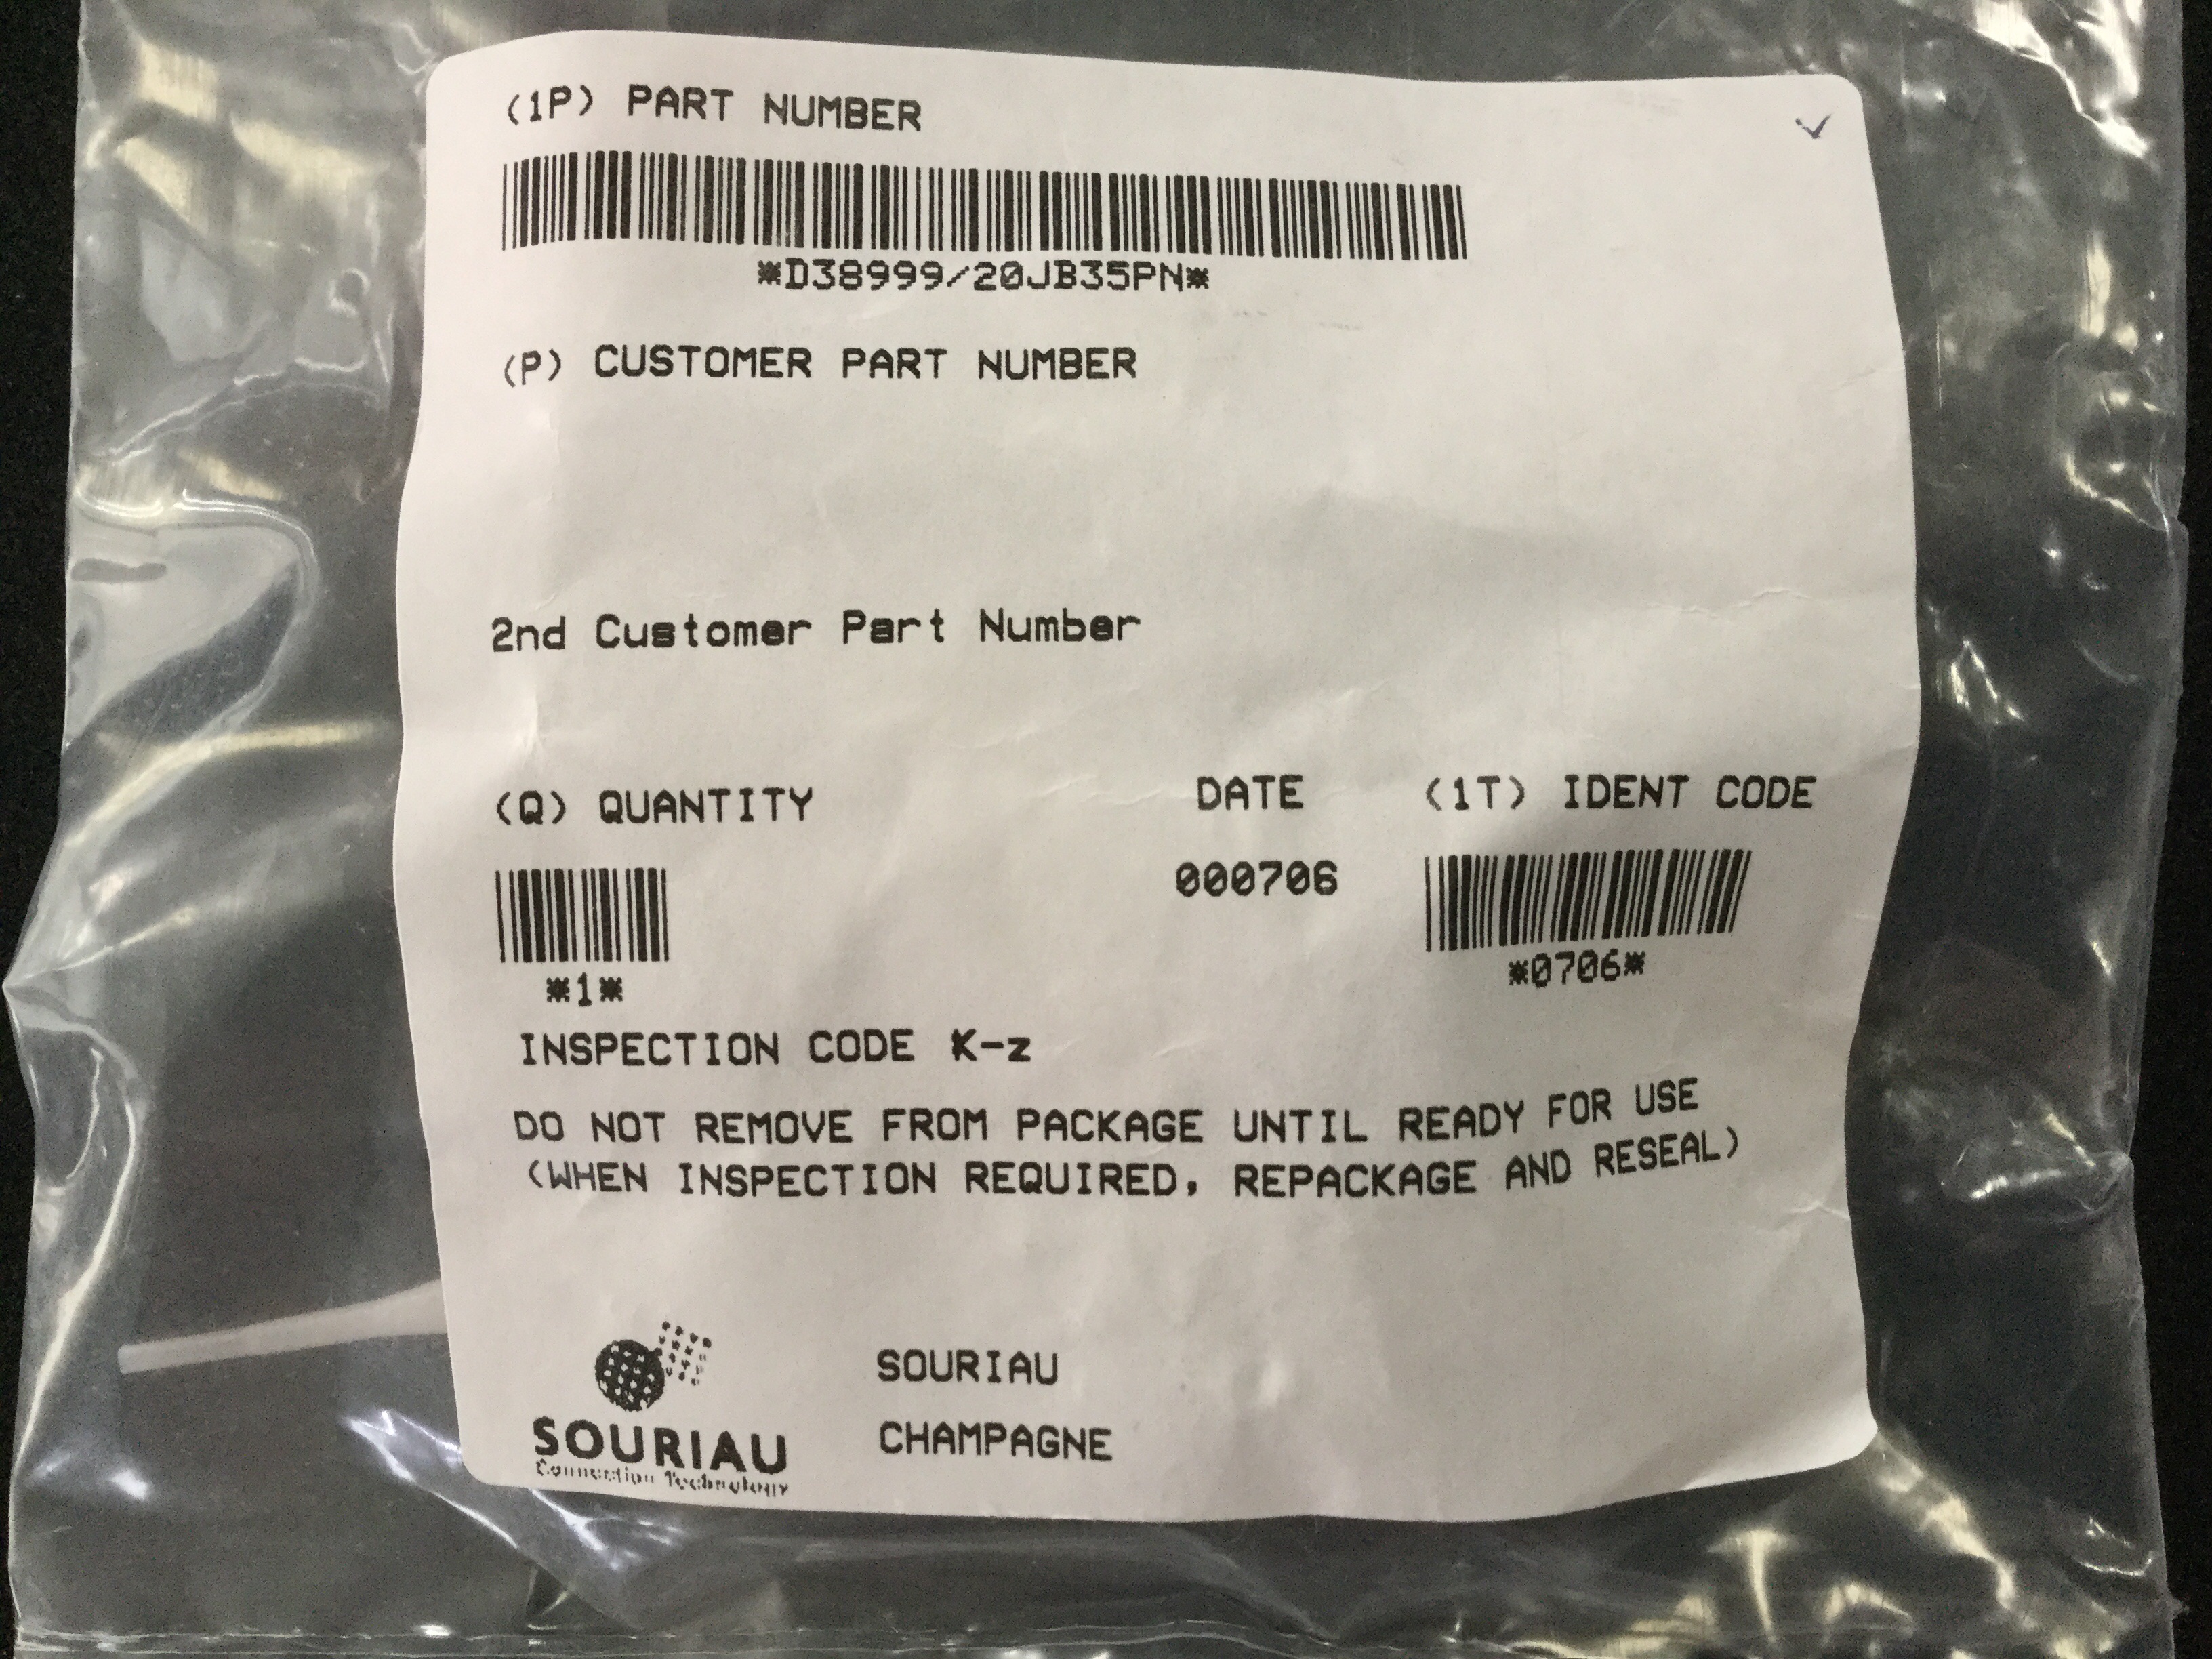 (1P) PART NUMBER
*D38999/20JB35PN*
(P) CUSTOMER PART NUMBER
2nd Customer Part Number
(Q) QUANTITY DATE (1T) IDENT CODE
000706
*1* *0706*
INSPECTION CODE K-z
DO NOT REMOVE FROM PACKAGE UNTIL READY FOR USE
(WHEN INSPECTION REQUIRED, REPACKAGE AND RESEAL)
SOURIAU
CHAMPAGNE
SOURIAU
Connection Technology